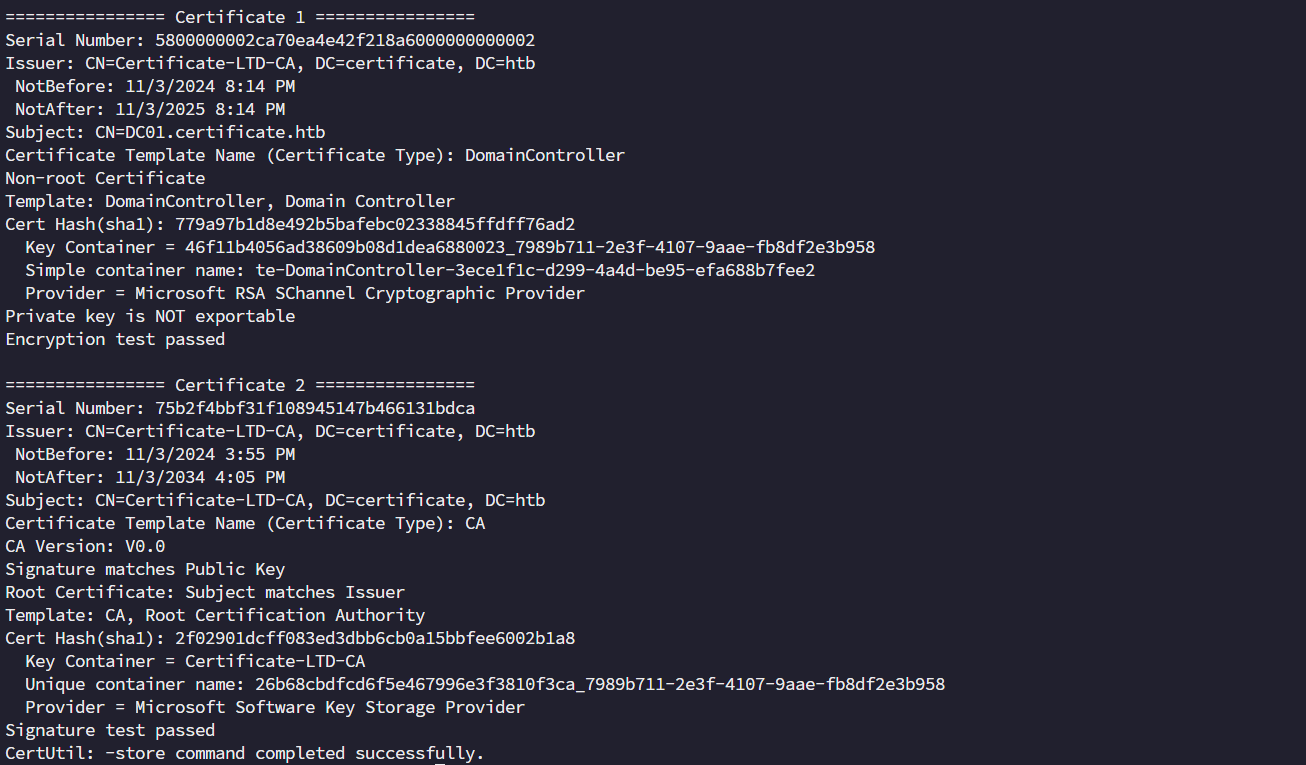 ================ Certificate 1 ================
Serial Number: 5800000002ca70ea4e42f218a6000000000002
Issuer: CN=Certificate-LTD-CA, DC=certificate, DC=htb
 NotBefore: 11/3/2024 8:14 PM
 NotAfter: 11/3/2025 8:14 PM
Subject: CN=DC01.certificate.htb
Certificate Template Name (Certificate Type): DomainController
Non-root Certificate
Template: DomainController, Domain Controller
Cert Hash(sha1): 779a97b1d8e492b5bafebc02338845ffdff76ad2
  Key Container = 46f11b4056ad38609b08d1dea6880023_7989b711-2e3f-4107-9aae-fb8df2e3b958
  Simple container name: te-DomainController-3ece1f1c-d299-4a4d-be95-efa688b7fee2
  Provider = Microsoft RSA SChannel Cryptographic Provider
Private key is NOT exportable
Encryption test passed

================ Certificate 2 ================
Serial Number: 75b2f4bbf31f108945147b466131bdca
Issuer: CN=Certificate-LTD-CA, DC=certificate, DC=htb
 NotBefore: 11/3/2024 3:55 PM
 NotAfter: 11/3/2034 4:05 PM
Subject: CN=Certificate-LTD-CA, DC=certificate, DC=htb
Certificate Template Name (Certificate Type): CA
CA Version: V0.0
Signature matches Public Key
Root Certificate: Subject matches Issuer
Template: CA, Root Certification Authority
Cert Hash(sha1): 2f02901dcff083ed3dbb6cb0a15bbfee6002b1a8
  Key Container = Certificate-LTD-CA
  Unique container name: 26b68cbdfcd6f5e467996e3f3810f3ca_7989b711-2e3f-4107-9aae-fb8df2e3b958
  Provider = Microsoft Software Key Storage Provider
Signature test passed
CertUtil: -store command completed successfully.